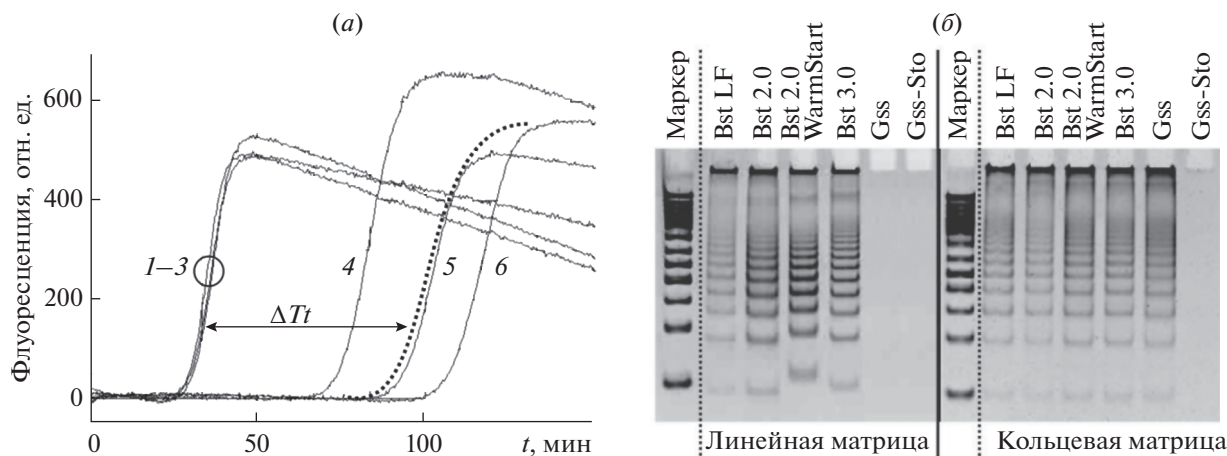 (а)
Флуоресценция, отн. ед.
600
400
200
0
1–3
4
5
6
ΔTt
0
50
100
t, мин
(б)
Маркер
Bst LF
Bst 2.0
Bst 2.0
WarmStart
Bst 3.0
Gss
Gss-Sto
Маркер
Bst LF
Bst 2.0
Bst 2.0
WarmStart
Bst 3.0
Gss
Gss-Sto
Линейная матрица
Кольцевая матрица